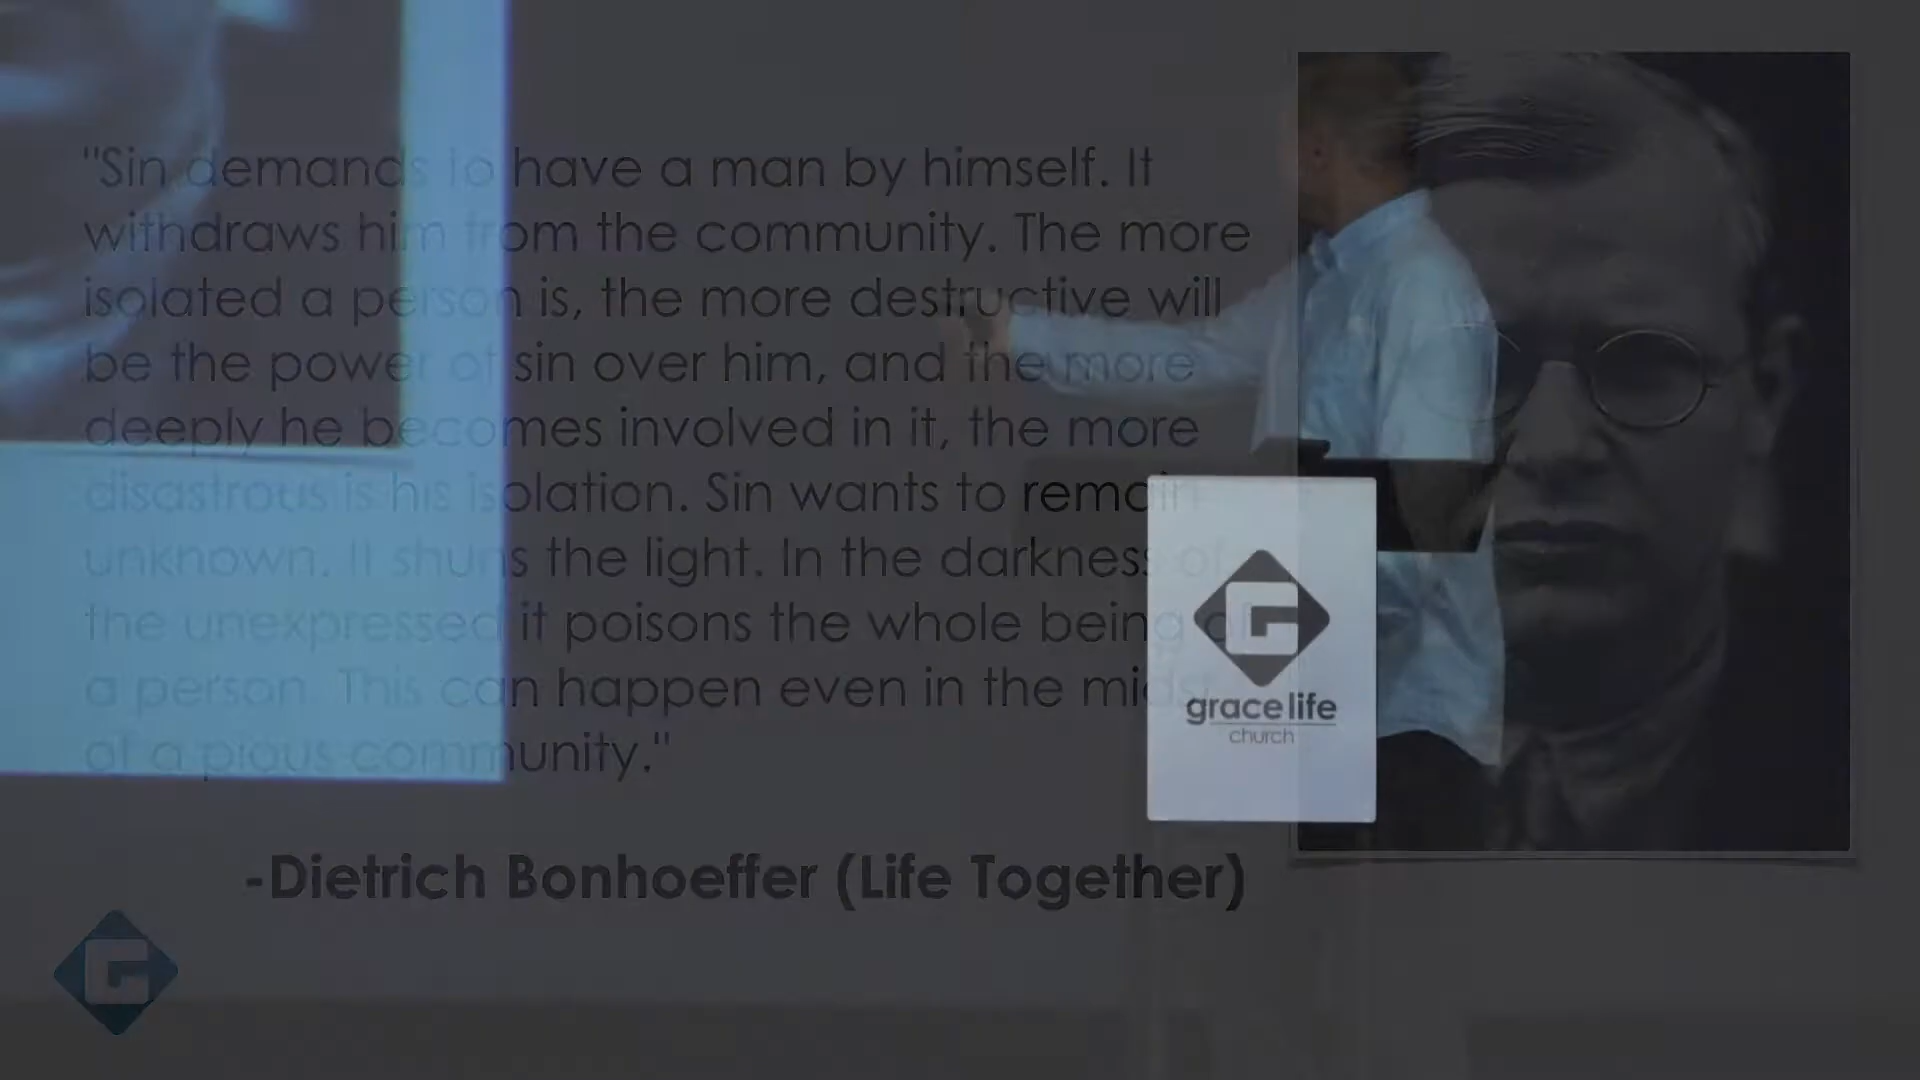 "Sin demands to have a man by himself. It
withdraws him from the community. The more
isolated a person is, the more destructive will
be the power of sin over him, and the more
deeply he becomes involved in it, the more
disastrous is his isolation. Sin wants to remain
unknown. It shuns the light. In the darkness of
the unexpressed it poisons the whole being of
a person. This can happen even in the midst
of a pious community."
-Dietrich Bonhoeffer (Life Together)
grace life
church